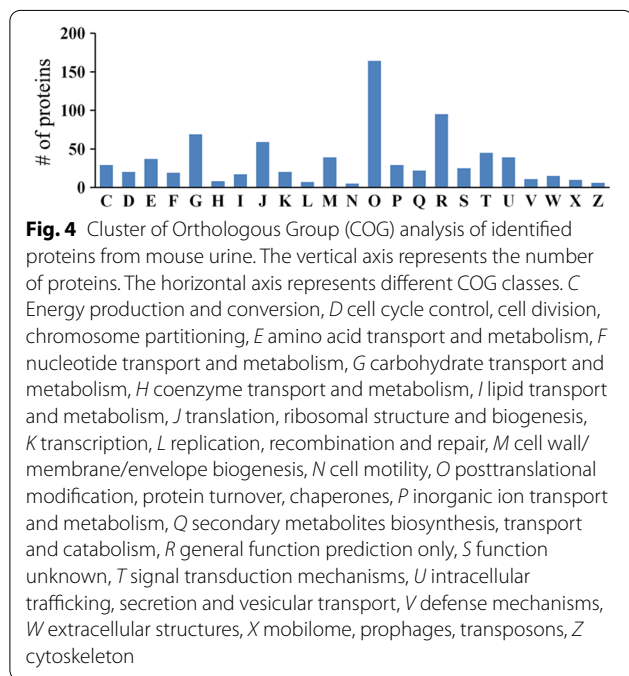 200
150
100
50
0
# of proteins
C D E F G H I J K L M N O P Q R S T U V W X Z
Fig. 4 Cluster of Orthologous Group (COG) analysis of identified
proteins from mouse urine. The vertical axis represents the number
of proteins. The horizontal axis represents different COG classes. C
Energy production and conversion, D cell cycle control, cell division,
chromosome partitioning, E amino acid transport and metabolism, F
nucleotide transport and metabolism, G carbohydrate transport and
metabolism, H coenzyme transport and metabolism, I lipid transport
and metabolism, J translation, ribosomal structure and biogenesis,
K transcription, L replication, recombination and repair, M cell wall/
membrane/envelope biogenesis, N cell motility, O posttranslational
modification, protein turnover, chaperones, P inorganic ion transport
and metabolism, Q secondary metabolites biosynthesis, transport
and catabolism, R general function prediction only, S function
unknown, T signal transduction mechanisms, U intracellular
trafficking, secretion and vesicular transport, V defense mechanisms,
W extracellular structures, X mobilome, prophages, transposons, Z
cytoskeleton